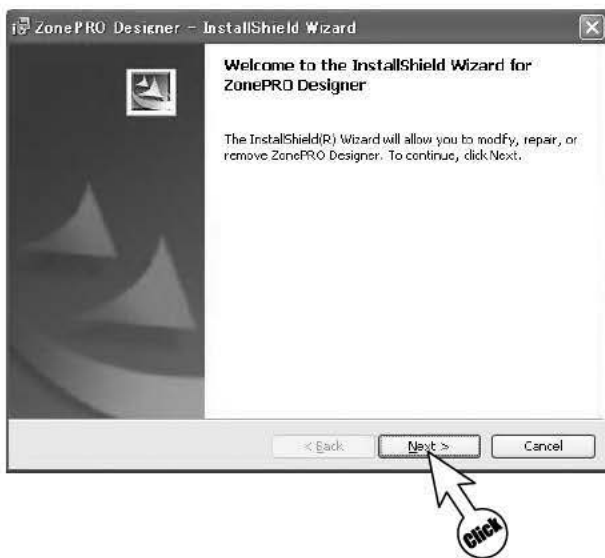 ZonePRO Designer - InstallShield Wizard
Welcome to the InstallShield Wizard for
ZonePRO Designer
The InstallShield(R) Wizard will allow you to modify, repair, or
remove ZonePRO Designer. To continue, click Next.
< Back
Next >
Cancel
Click